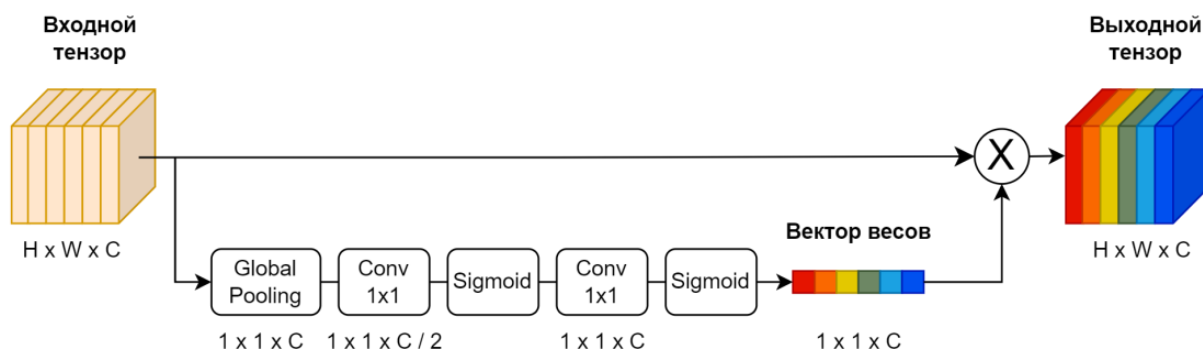 Входной
тензор
H x W x C
Global
Pooling
1 x 1 x C
Conv
1x1
1 x 1 x C / 2
Sigmoid
Conv
1x1
1 x 1 x C
Sigmoid
Вектор весов
1 x 1 x C
X
Выходной
тензор
H x W x C